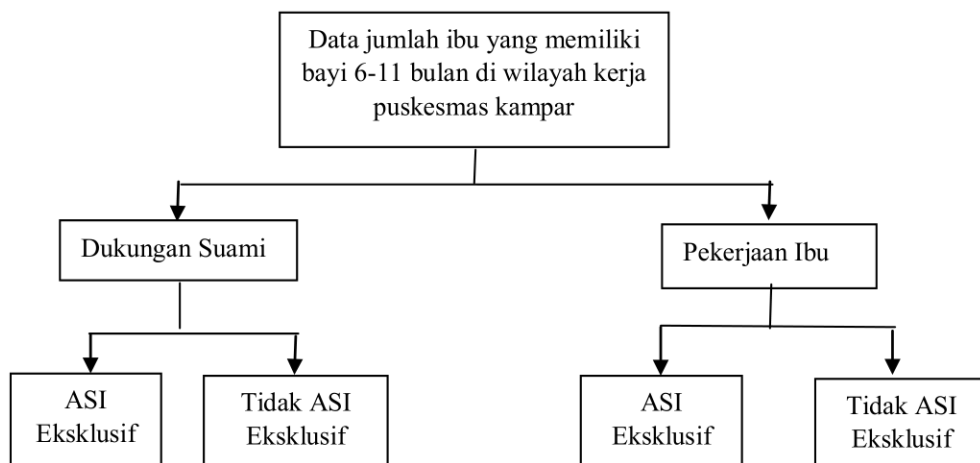 Data jumlah ibu yang memiliki
bayi 6-11 bulan di wilayah kerja
puskesmas kampar
Dukungan Suami
Pekerjaan Ibu
ASI
Eksklusif
Tidak ASI
Eksklusif
ASI
Eksklusif
Tidak ASI
Eksklusif